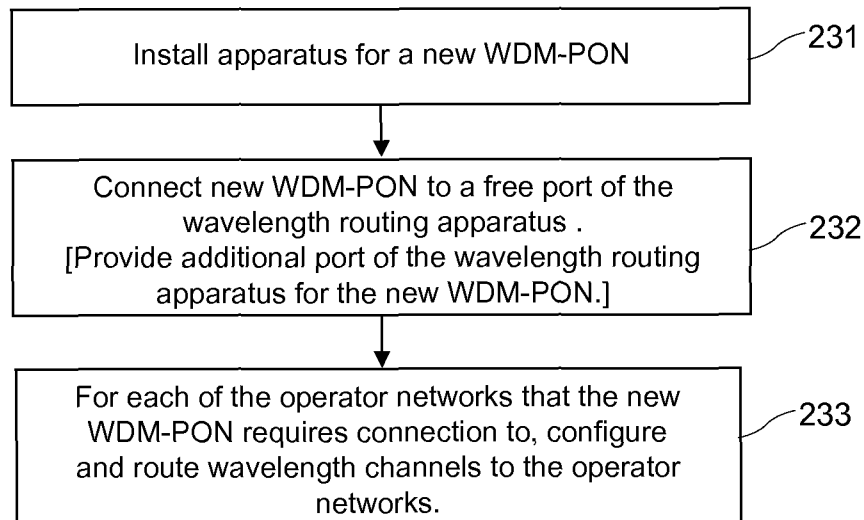 Install apparatus for a new WDM-PON
231
Connect new WDM-PON to a free port of the
wavelength routing apparatus .
[Provide additional port of the wavelength routing
apparatus for the new WDM-PON.]
232
For each of the operator networks that the new
WDM-PON requires connection to, configure
and route wavelength channels to the operator
networks.
233